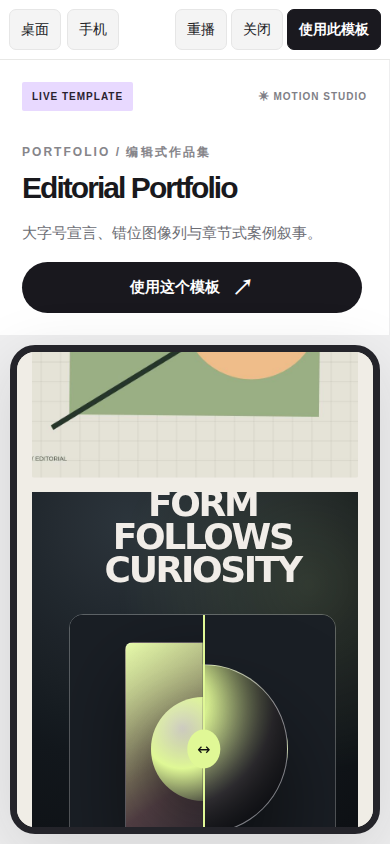 桌面 手机 重播 关闭 使用此模板
LIVE TEMPLATE ☀ MOTION STUDIO
PORTFOLIO / 编辑式作品集
Editorial Portfolio
大字号宣言、错位图像列与章节式案例叙事。
使用这个模板 ↗
/ EDITORIAL
FORM
FOLLOWS
CURIOSITY
↔